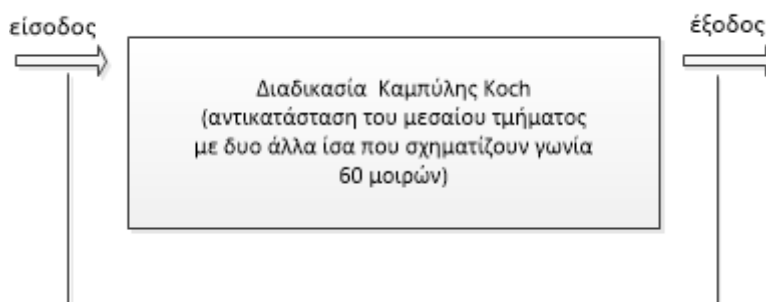 είσοδος
έξοδος
Διαδικασία Καμπύλης Koch
(αντικατάσταση του μεσαίου τμήματος
με δυο άλλα ίσα που σχηματίζουν γωνία
60 μοιρών)